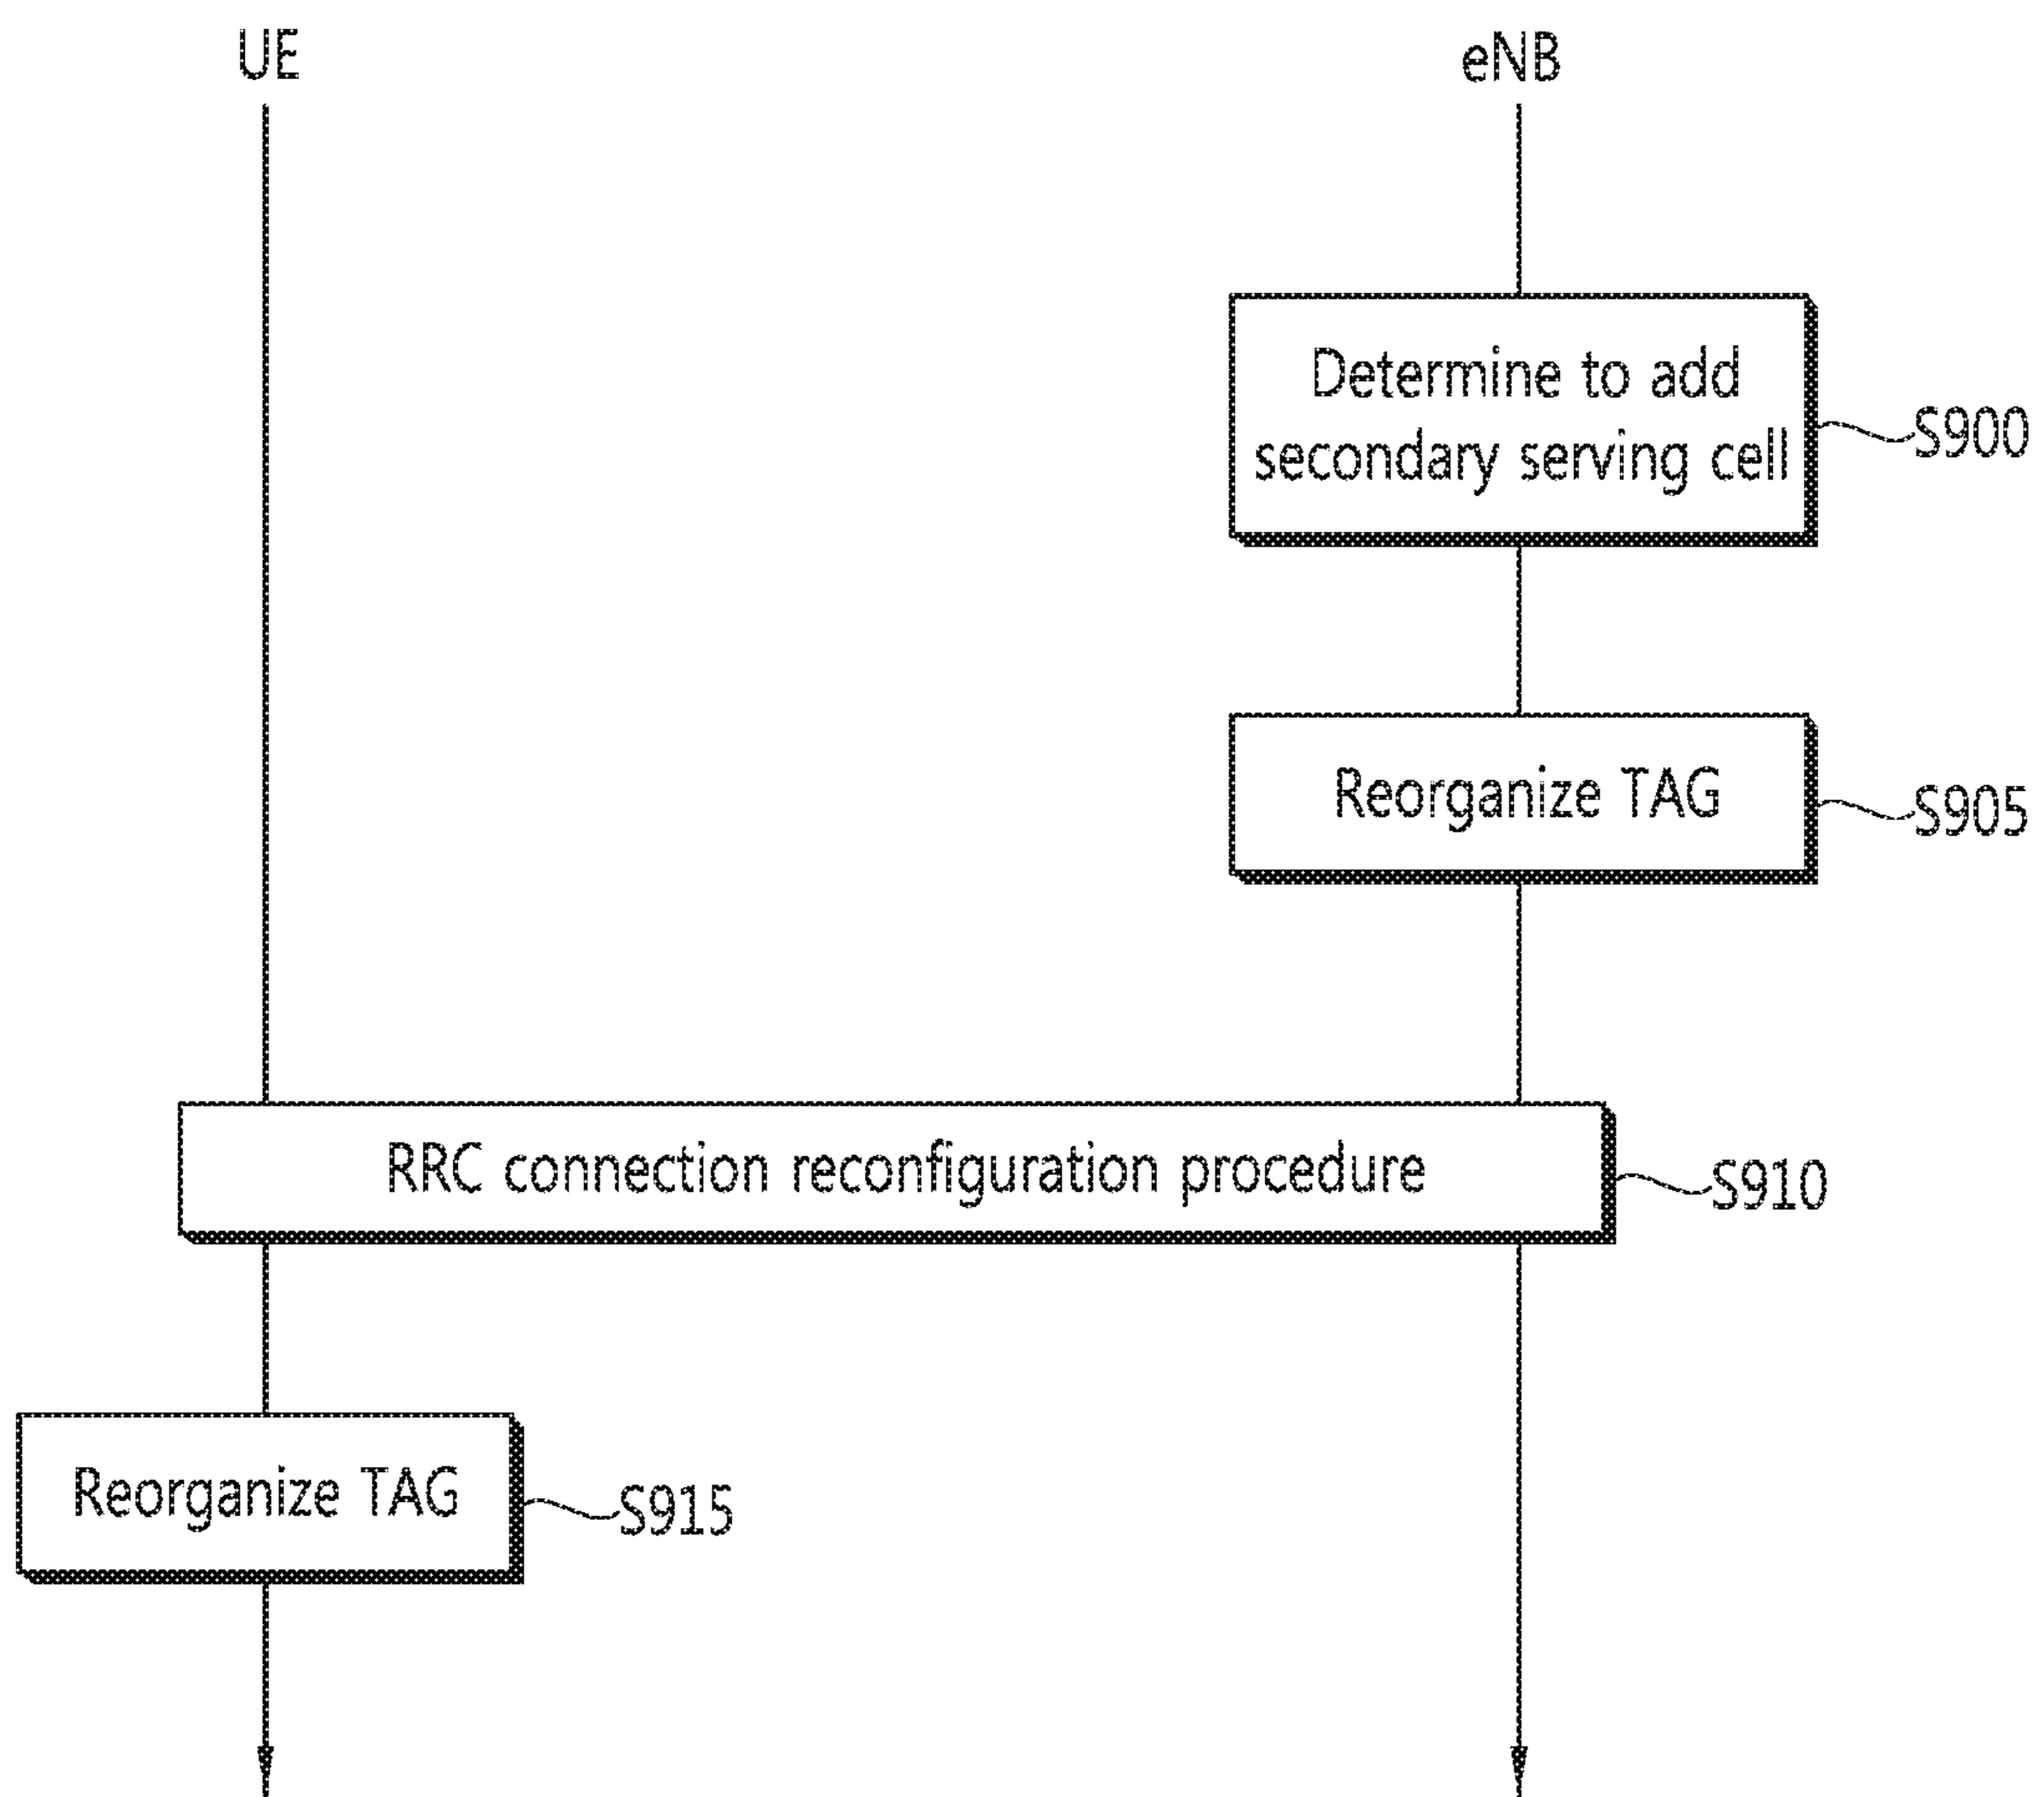 UE
eNB
Determine to add
secondary serving cell
S900
Reorganize TAG
S905
RRC connection reconfiguration procedure
S910
Reorganize TAG
S915